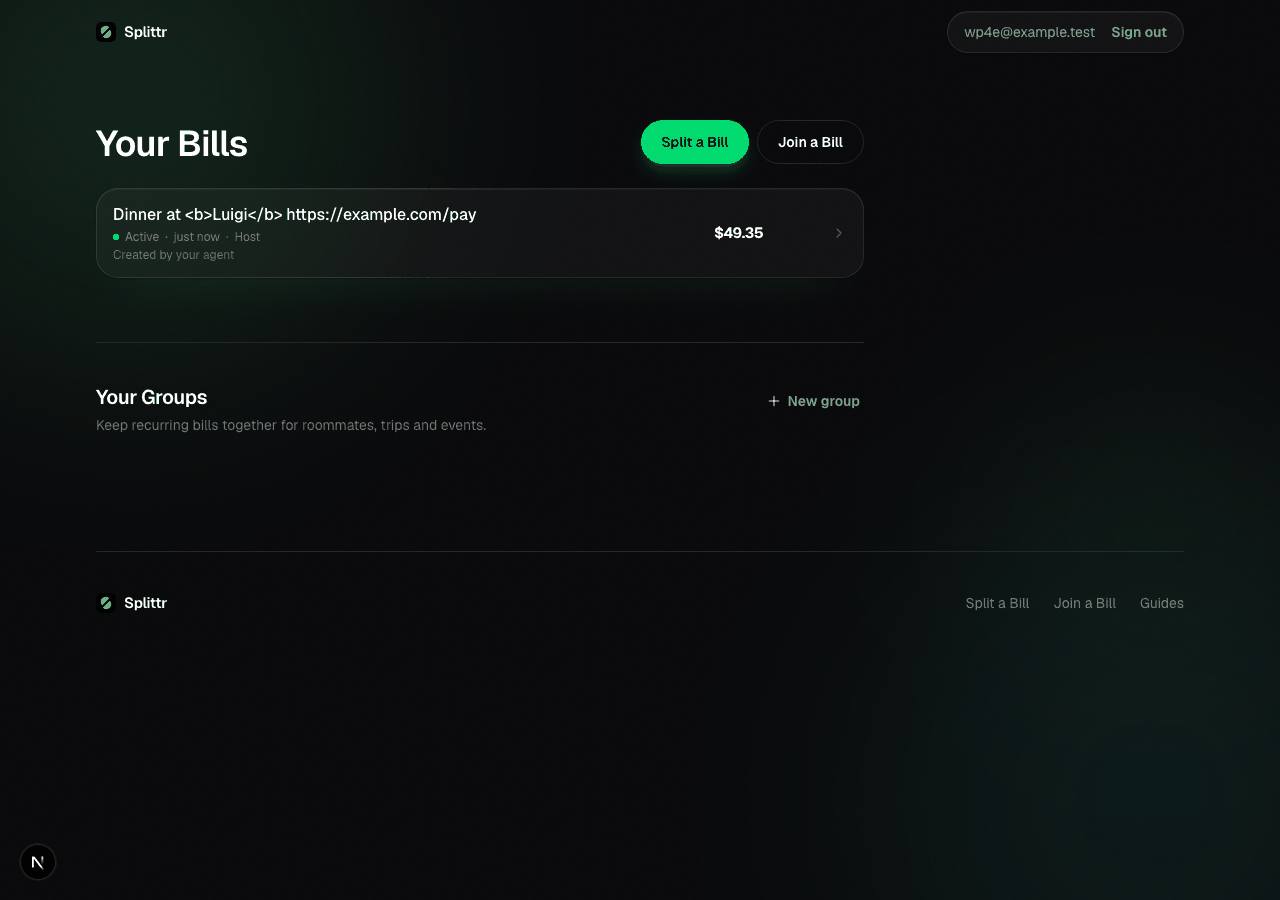 Splittr
wp4e@example.test Sign out
Your Bills
Split a Bill
Join a Bill
Dinner at <b>Luigi</b> https://example.com/pay
Active · just now · Host
Created by your agent
$49.35
Your Groups
Keep recurring bills together for roommates, trips and events.
+ New group
Splittr
Split a Bill Join a Bill Guides
N